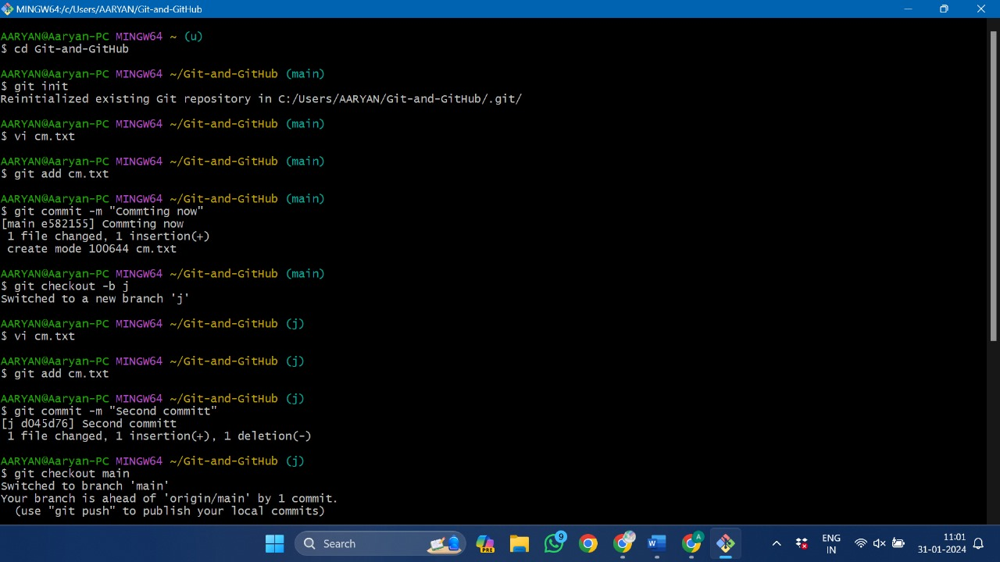 MINGW64:/c/Users/AARYAN/Git-and-GitHub
AARYAN@Aaryan-PC MINGW64 ~ (u)
$ cd Git-and-GitHub
AARYAN@Aaryan-PC MINGW64 ~/Git-and-GitHub (main)
$ git init
Reinitialized existing Git repository in C:/Users/AARYAN/Git-and-GitHub/.git/
AARYAN@Aaryan-PC MINGW64 ~/Git-and-GitHub (main)
$ vi cm.txt
AARYAN@Aaryan-PC MINGW64 ~/Git-and-GitHub (main)
$ git add cm.txt
AARYAN@Aaryan-PC MINGW64 ~/Git-and-GitHub (main)
$ git commit -m "Commting now"
[main e582155] Commting now
 1 file changed, 1 insertion(+)
 create mode 100644 cm.txt
AARYAN@Aaryan-PC MINGW64 ~/Git-and-GitHub (main)
$ git checkout -b j
Switched to a new branch 'j'
AARYAN@Aaryan-PC MINGW64 ~/Git-and-GitHub (j)
$ vi cm.txt
AARYAN@Aaryan-PC MINGW64 ~/Git-and-GitHub (j)
$ git add cm.txt
AARYAN@Aaryan-PC MINGW64 ~/Git-and-GitHub (j)
$ git commit -m "Second committ"
[j d045d76] Second committ
 1 file changed, 1 insertion(+), 1 deletion(-)
AARYAN@Aaryan-PC MINGW64 ~/Git-and-GitHub (j)
$ git checkout main
Switched to branch 'main'
Your branch is ahead of 'origin/main' by 1 commit.
  (use "git push" to publish your local commits)
Search
PRE
9
W
A
ENG
IN
11:01
31-01-2024